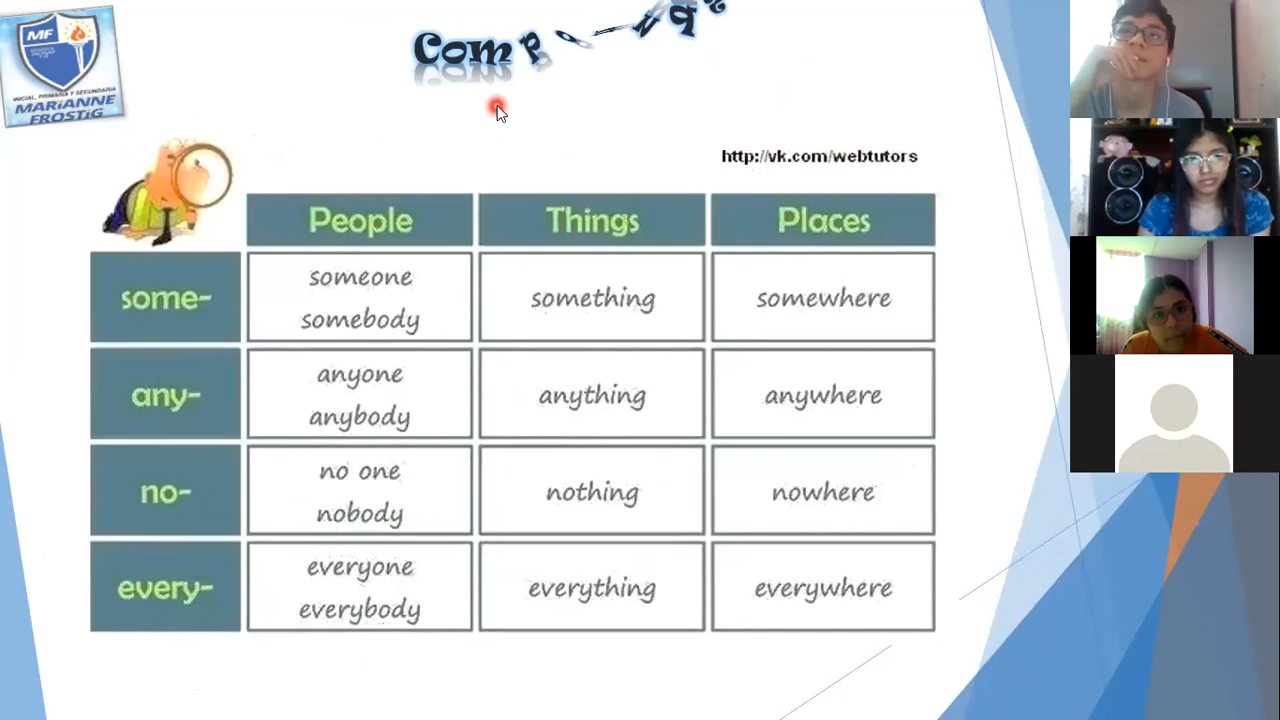 MF
INICIAL, PRIMARIA Y SECUNDARIA
MARIANNE
FROSTIG
http://vk.com/webtutors
People Things Places
some- someone somebody something somewhere
any- anyone anybody anything anywhere
no- no one nobody nothing nowhere
every- everyone everybody everything everywhere